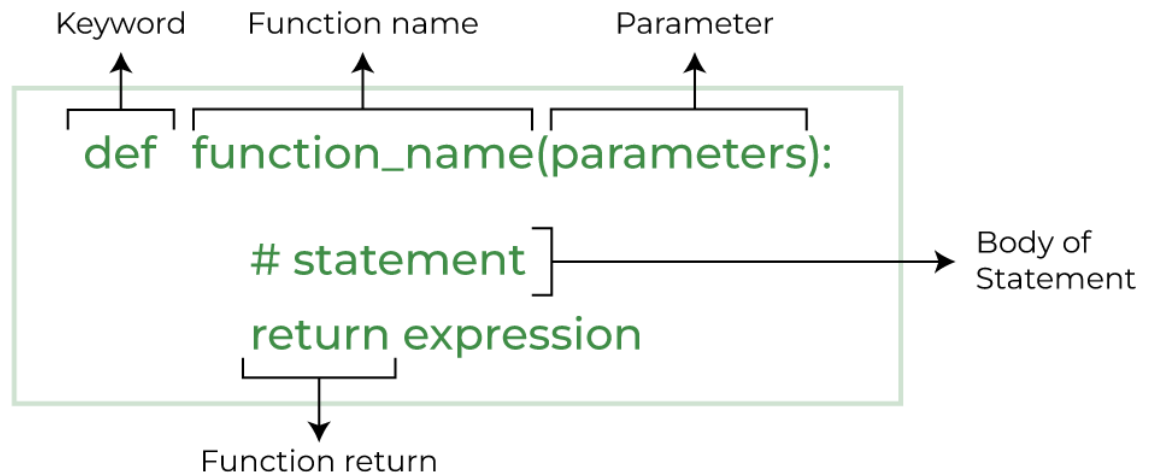 Keyword Function name Parameter
def function_name(parameters):
# statement
Body of
Statement
return expression
Function return